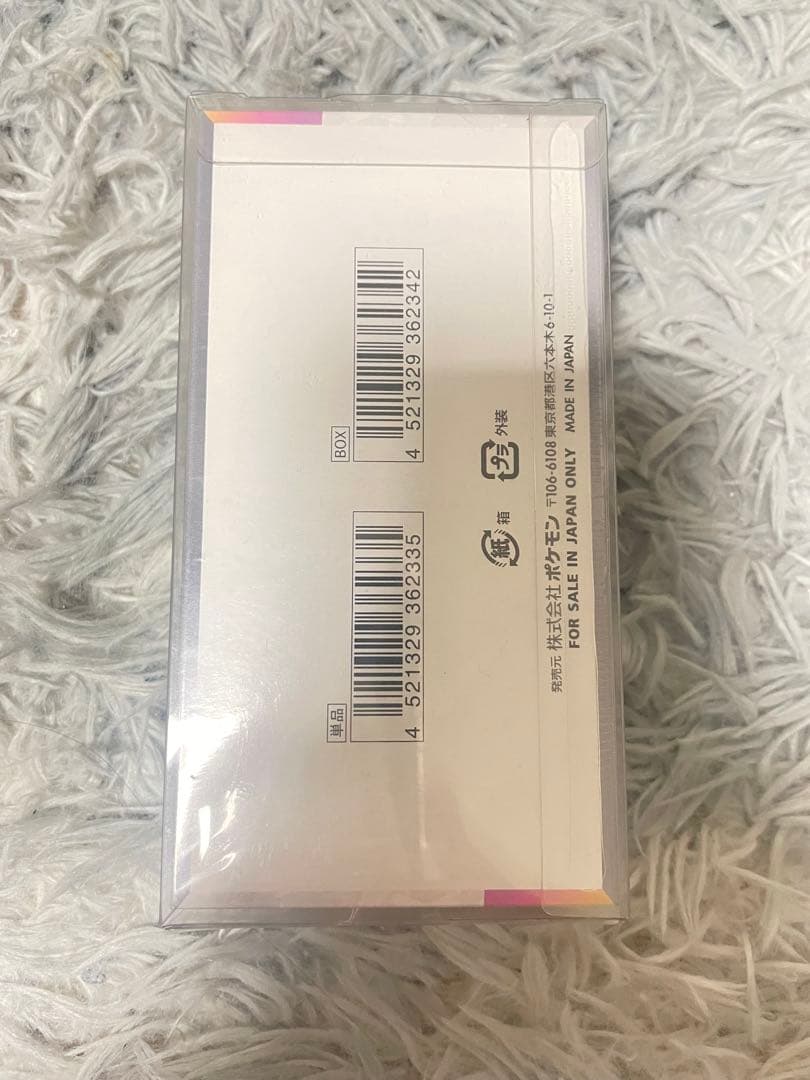 単品
4 521329 362335
BOX
4 521329 362342
紙 箱
プラ 外装
発売元 株式会社ポケモン 〒106-6108 東京都港区六本木6-10-1
FOR SALE IN JAPAN ONLY MADE IN JAPAN